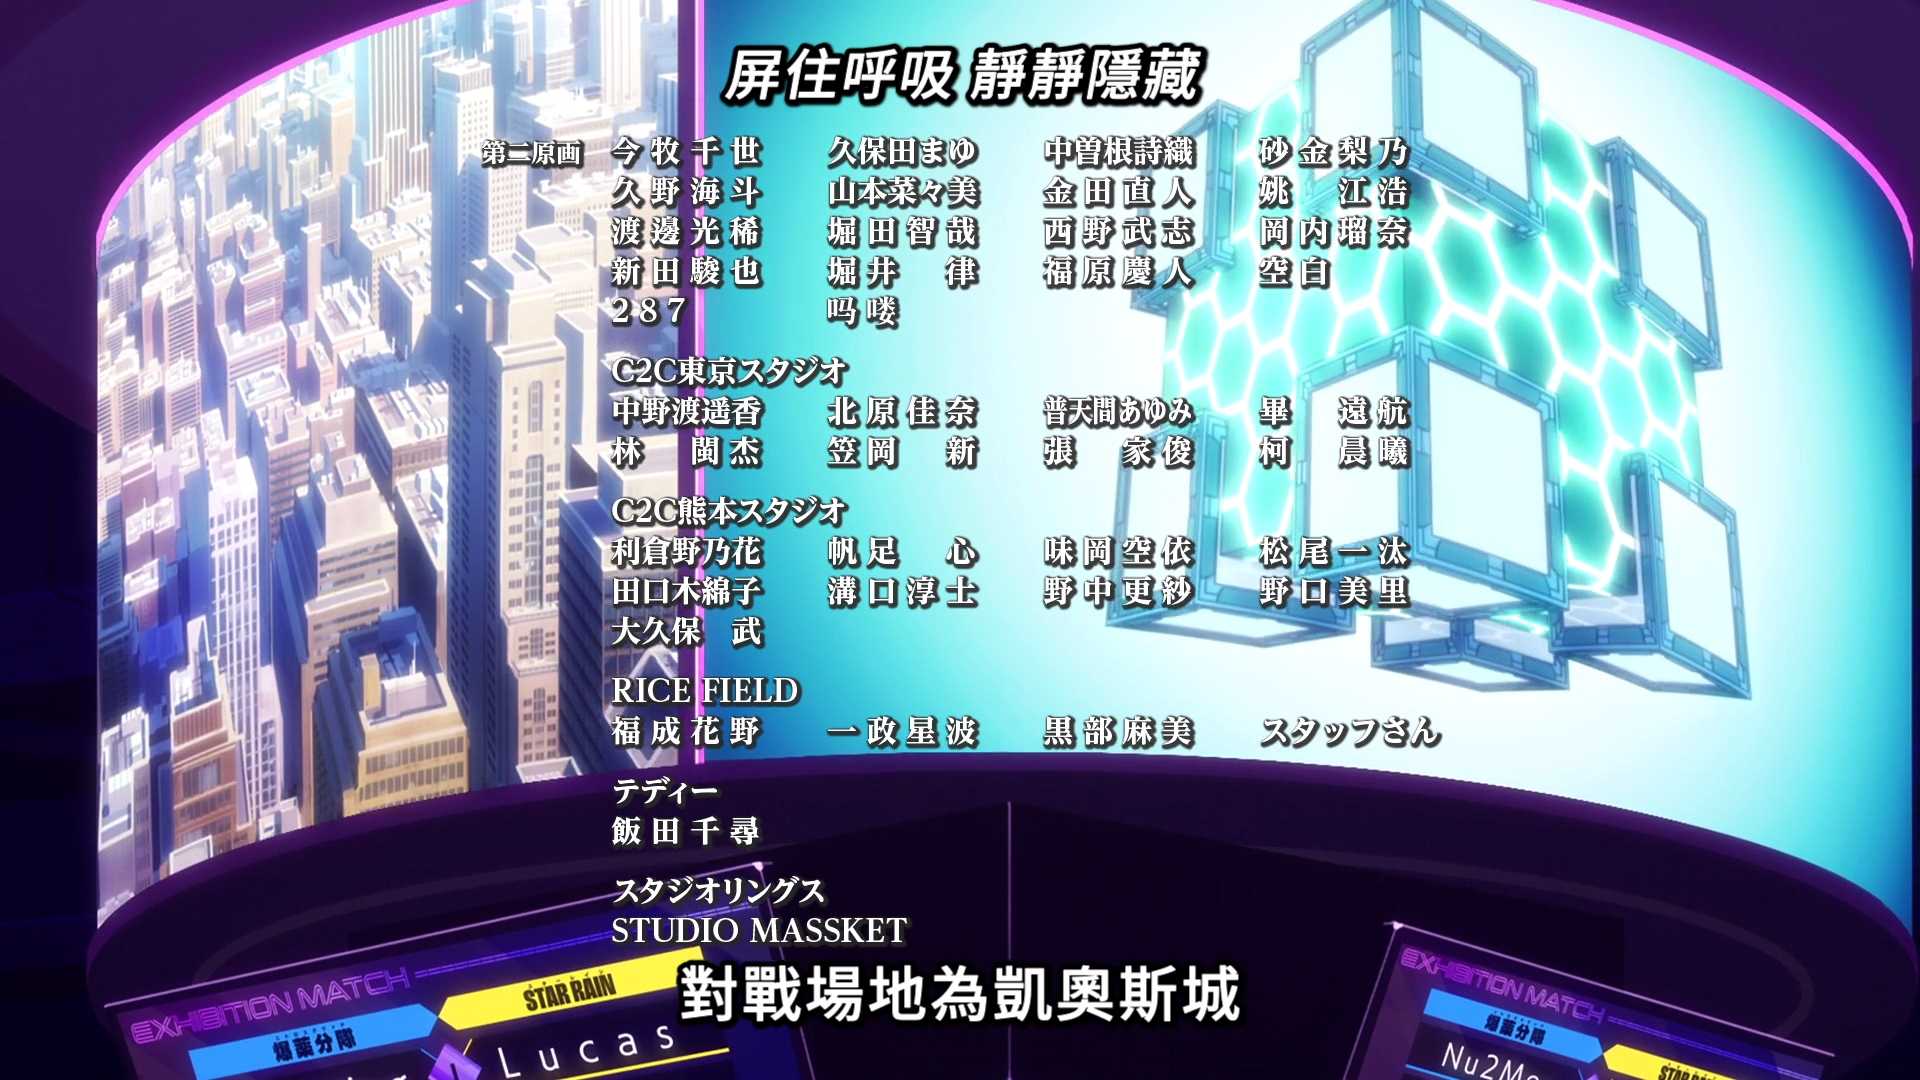 屏住呼吸 靜靜隱藏
第二原画 今牧千世 久保田まゆ 中曽根詩織 砂金梨乃
久野海斗 山本菜々美 金田直人 姚 江浩
渡邊光稀 堀田智哉 西野武志 岡内瑠奈
新田駿也 堀井 律 福原慶人 空白
287 吗喽
C2C東京スタジオ
中野渡遥香 北原佳奈 普天間あゆみ 畢 遠航
林 閩杰 笠岡 新 張 家俊 柯 晨曦
C2C熊本スタジオ
利倉野乃花 帆足 心 味岡空依 松尾一汰
田口木綿子 溝口淳士 野中更紗 野口美里
大久保 武
RICE FIELD
福成花野 一政星波 黒部麻美 スタッフさん
テディー
飯田千尋
スタジオリングス
STUDIO MASSKET
對戰場地為凱奧斯城
EXHIBITION MATCH
STAR RAIN
爆薬分隊
Lucas
EXHIBITION MATCH
爆薬分隊
STAR RAIN